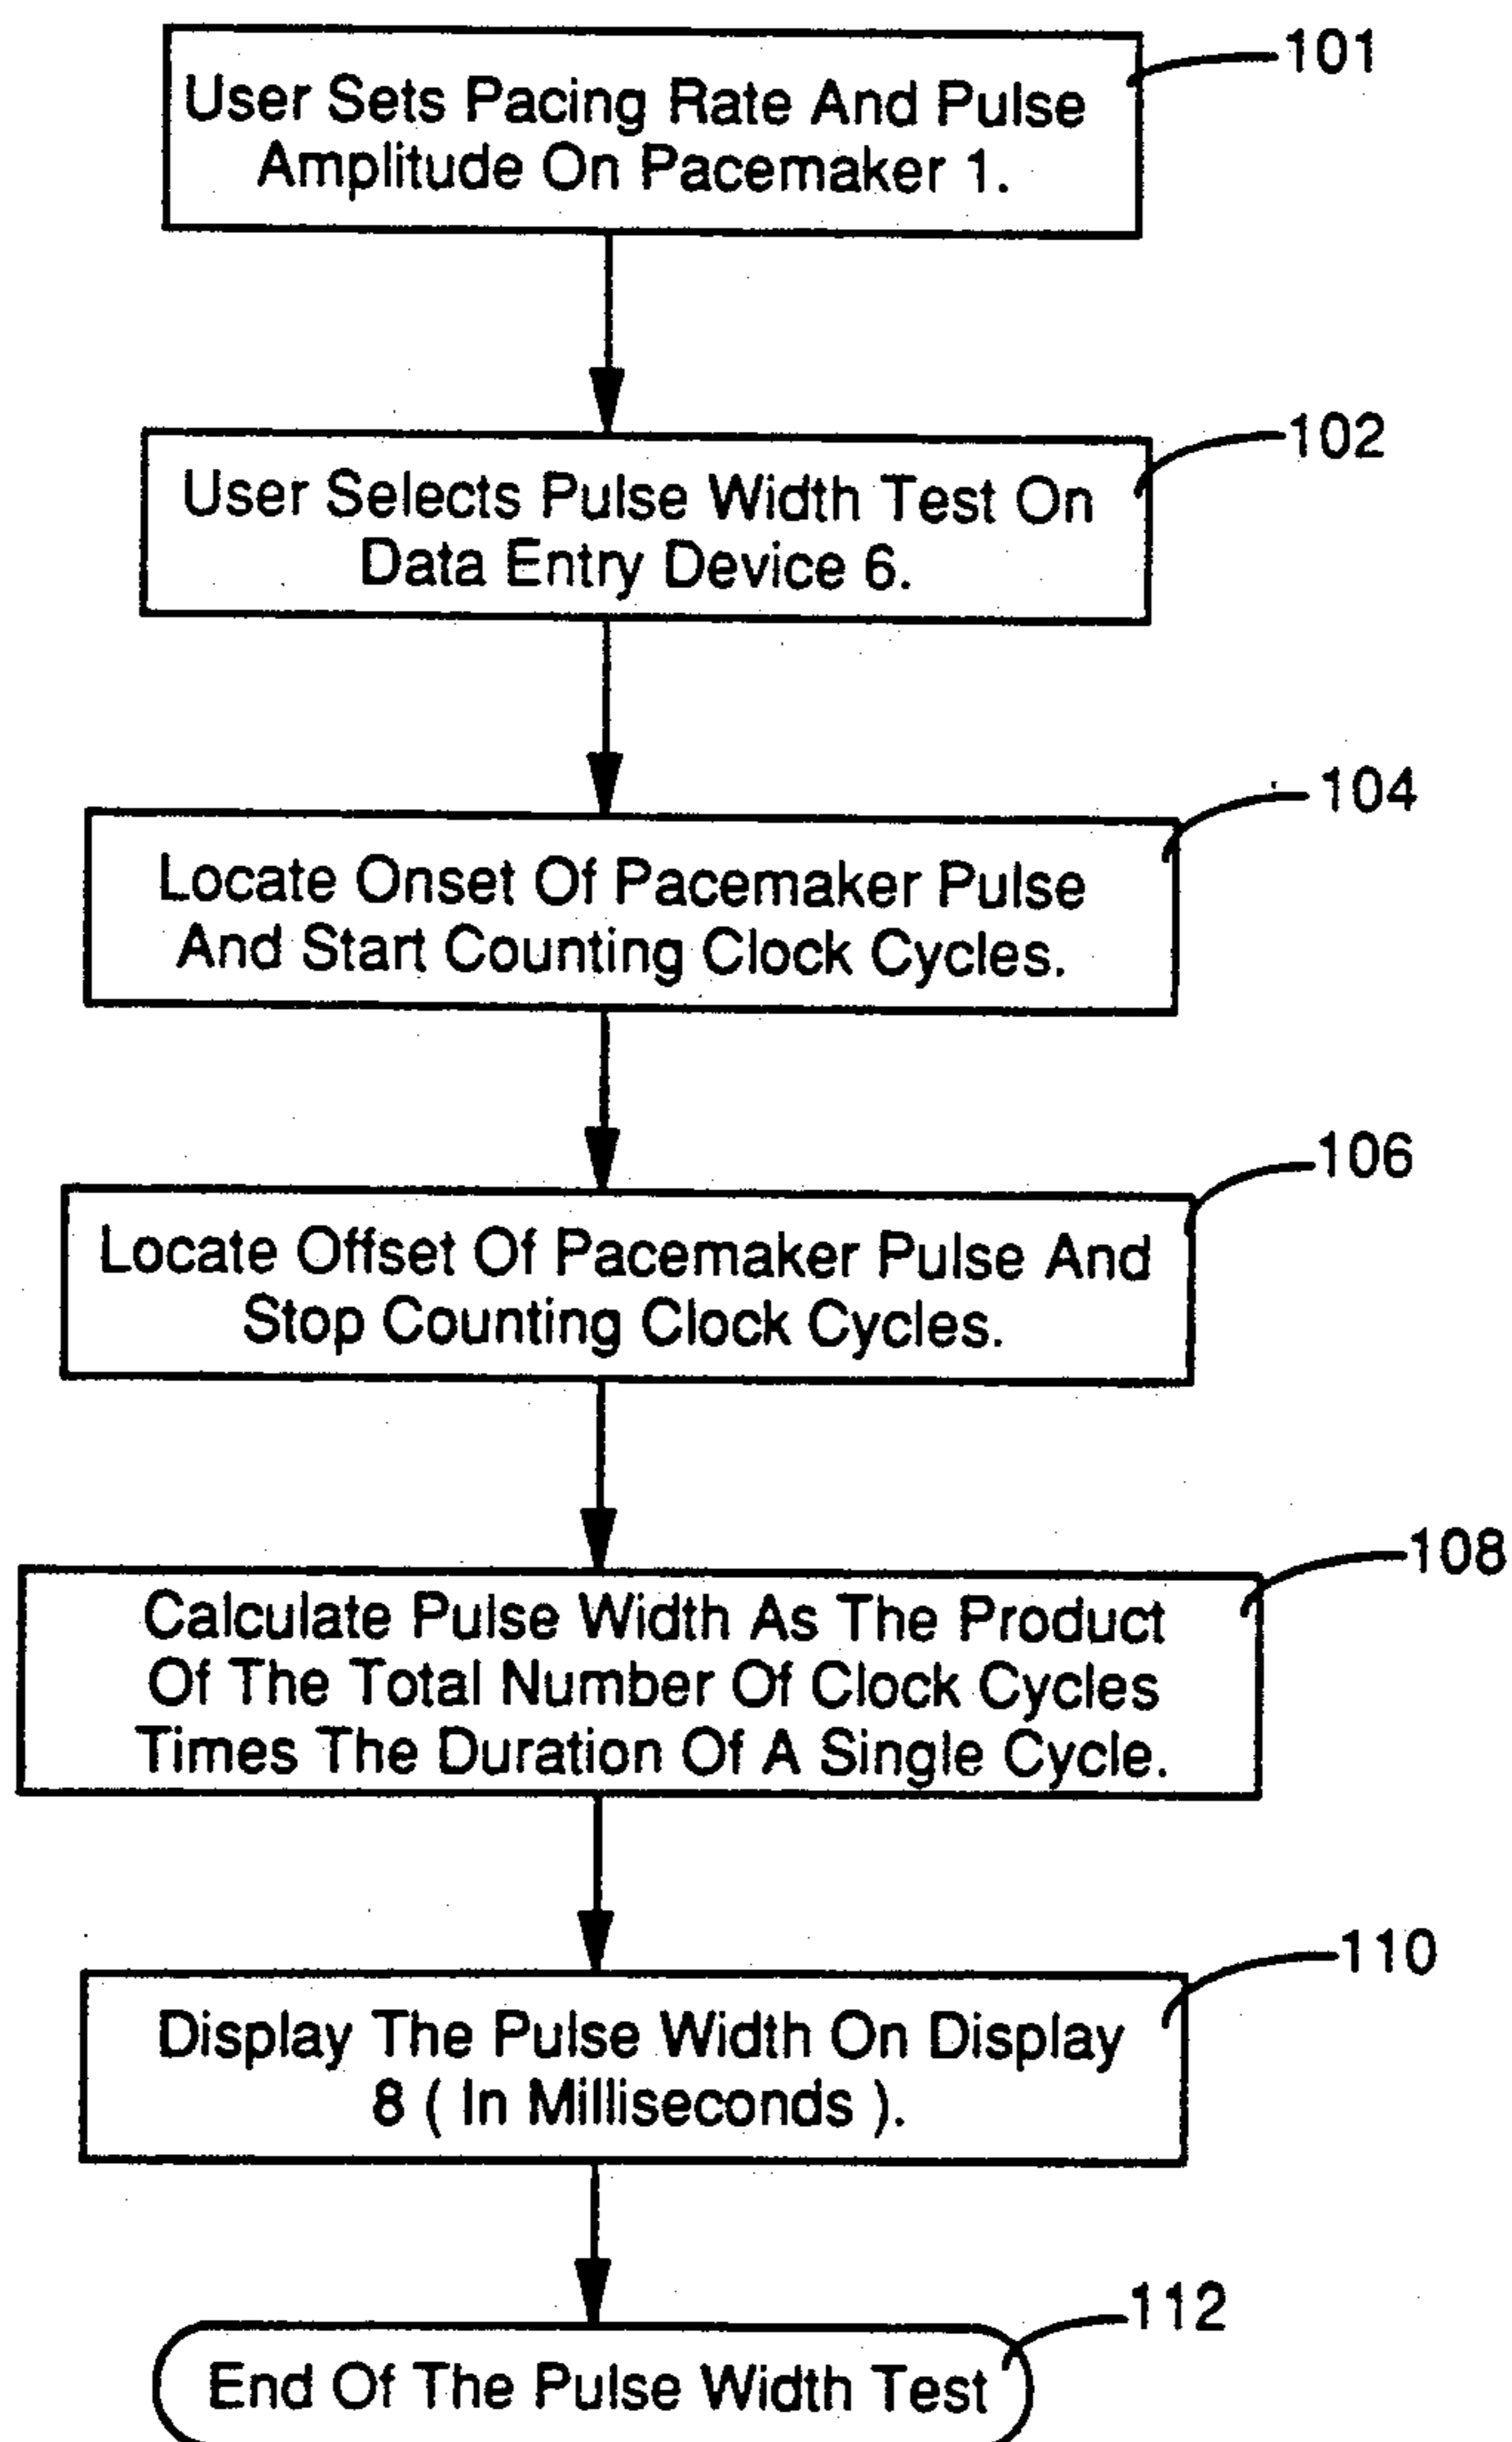 101
User Sets Pacing Rate And Pulse
Amplitude On Pacemaker 1.
102
User Selects Pulse Width Test On
Data Entry Device 6.
104
Locate Onset Of Pacemaker Pulse
And Start Counting Clock Cycles.
106
Locate Offset Of Pacemaker Pulse And
Stop Counting Clock Cycles.
108
Calculate Pulse Width As The Product
Of The Total Number Of Clock Cycles
Times The Duration Of A Single Cycle.
110
Display The Pulse Width On Display
8 ( In Milliseconds ).
112
End Of The Pulse Width Test